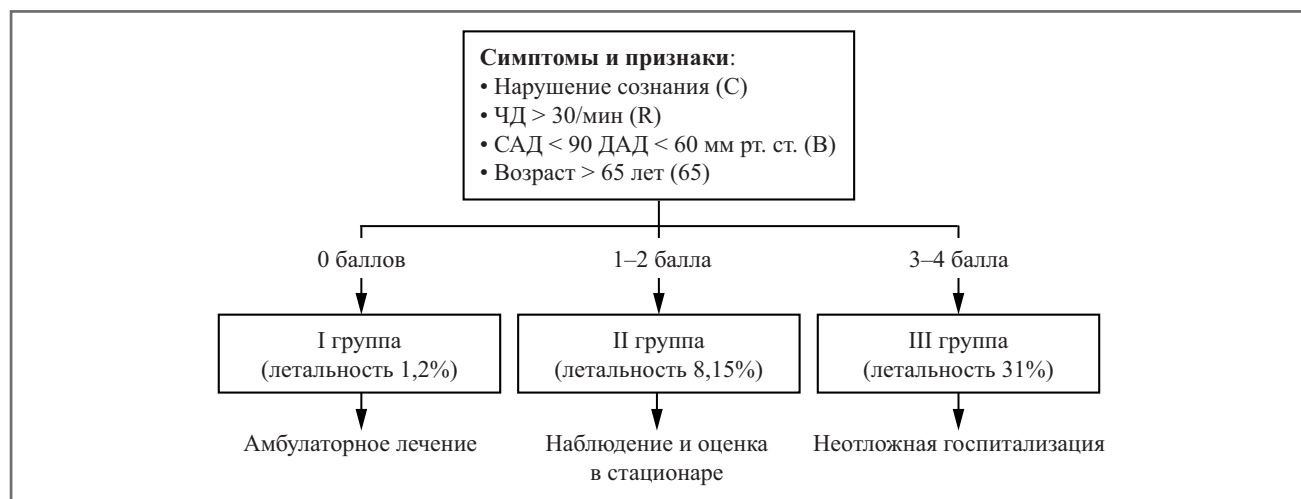 Симптомы и признаки:
• Нарушение сознания (C)
• ЧД > 30/мин (R)
• САД < 90 ДАД < 60 мм рт. ст. (B)
• Возраст > 65 лет (65)
0 баллов
1–2 балла
3–4 балла
I группа
(летальность 1,2%)
II группа
(летальность 8,15%)
III группа
(летальность 31%)
Амбулаторное лечение
Наблюдение и оценка
в стационаре
Неотложная госпитализация